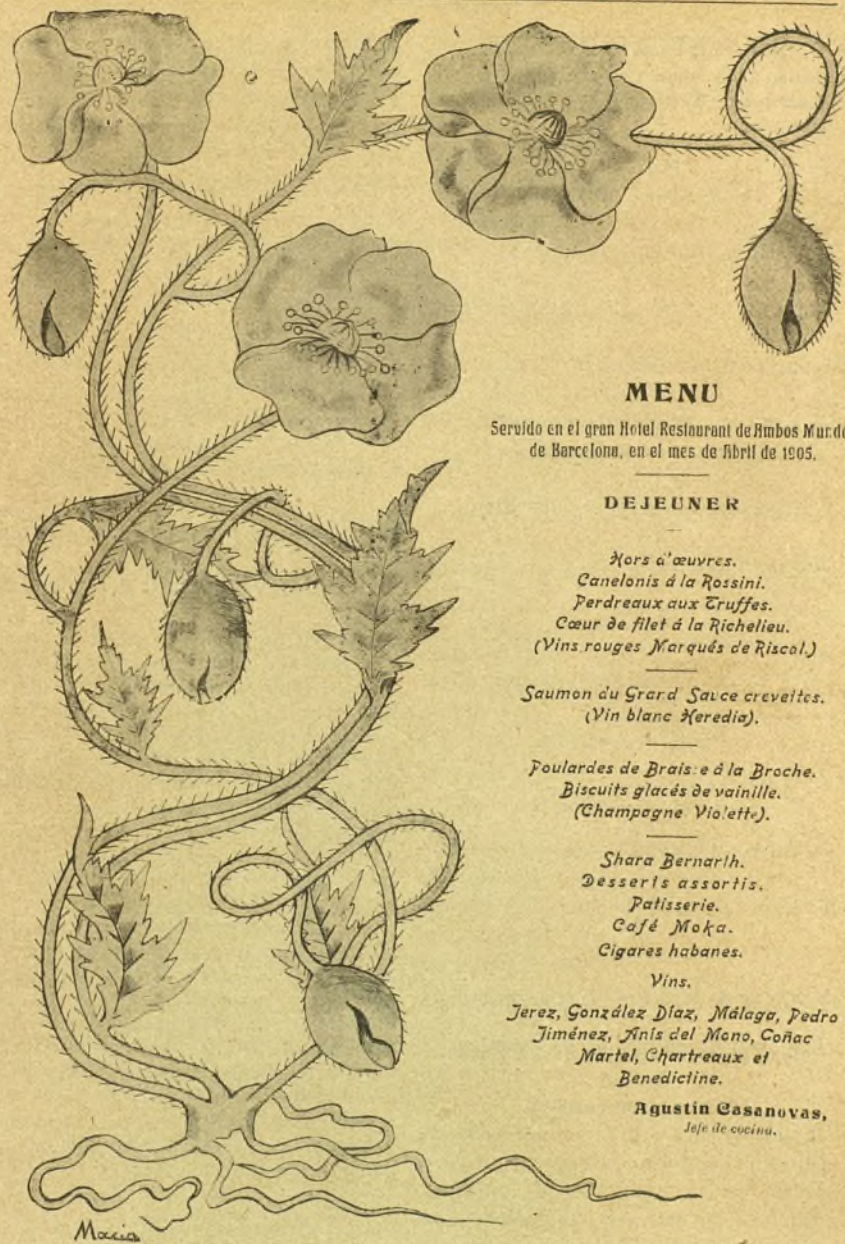 MENU
Servido en el gran Hotel Restaurant de Ambos Mundo
de Barcelona, en el mes de Abril de 1905.
DEJEUNER
Hors d'œuvres.
Canelonis á la Rossini.
Perdreaux aux Truffes.
Cœur de filet á la Richelieu.
(Vins rouges Marqués de Riscal.)
Saumon du Grard Sauce crevettes.
(Vin blanc Heredia).
Poulardes de Braisse á la Broche.
Biscuits glacés de vainille.
(Champagne Violette).
Shara Bernarth.
Desserts assortis.
Patisserie.
Café Moka.
Cigares habanes.
Vins.
Jerez, González Díaz, Málaga, Pedro
Jiménez, Anís del Mono, Coñac
Martel, Chartreaux et
Benedictine.
Agustín Casanovas,
Jefe de cocina.
Macia